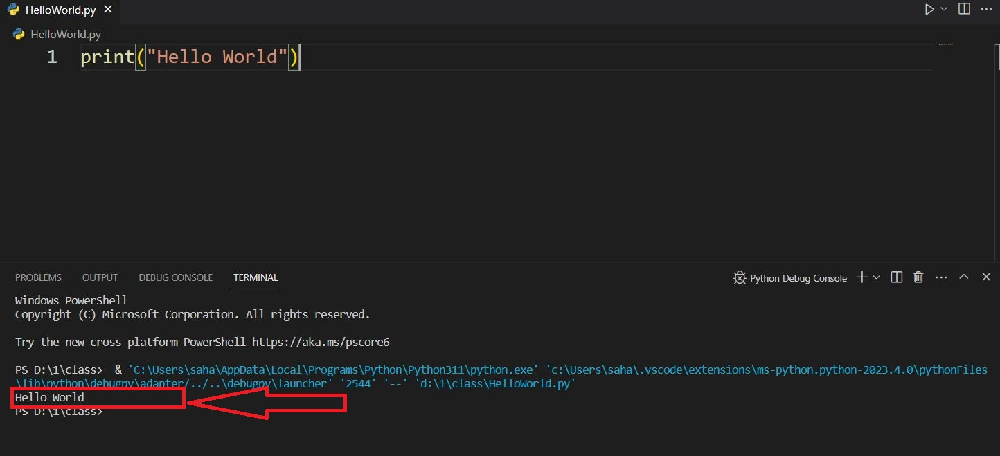 HelloWorld.py
HelloWorld.py
1 print("Hello World")
PROBLEMS OUTPUT DEBUG CONSOLE TERMINAL Python Debug Console
Windows PowerShell
Copyright (C) Microsoft Corporation. All rights reserved.
Try the new cross-platform PowerShell https://aka.ms/pscore6
PS D:\1\class>  & 'C:\Users\saha\AppData\Local\Programs\Python\Python311\python.exe' 'c:\Users\saha\.vscode\extensions\ms-python.python-2023.4.0\pythonFiles
\lib\python\debugpy\adapter/../..\debugpy\launcher' '2544' '--' 'd:\1\class\HelloWorld.py'
Hello World
PS D:\1\class>